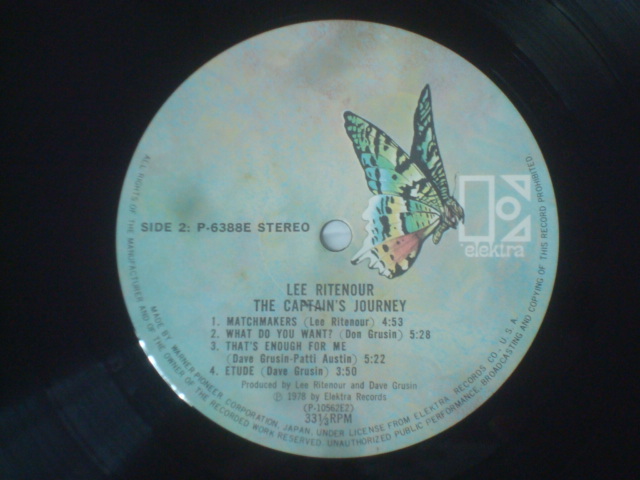 elektra
SIDE 2: P-6388E STEREO
LEE RITENOUR
THE CAPTAIN'S JOURNEY
1. MATCHMAKERS (Lee Ritenour) 4:53
2. WHAT DO YOU WANT? (Don Grusin) 5:28
3. THAT'S ENOUGH FOR ME
(Dave Grusin-Patti Austin) 5:22
4. ETUDE (Dave Grusin) 3:50
Produced by Lee Ritenour and Dave Grusin
Ⓟ 1978 by Elektra Records
(P-10562E2)
33⅓RPM
ALL RIGHTS OF THE MANUFACTURER AND OF THE OWNER OF THE RECORDED WORK RESERVED. UNAUTHORIZED PUBLIC PERFORMANCE, BROADCASTING AND COPYING OF THIS RECORD PROHIBITED
MADE BY WARNER-PIONEER CORPORATION, JAPAN, UNDER LICENSE FROM ELEKTRA RECORDS CO., U.S.A.